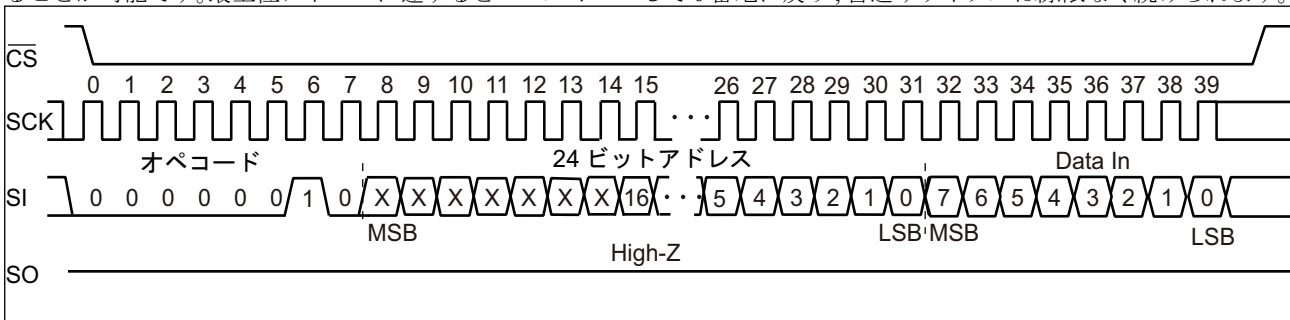 CS
0 1 2 3 4 5 6 7 8 9 10 11 12 13 14 15 26 27 28 29 30 31 32 33 34 35 36 37 38 39
SCK ・・・
オペコード 24 ビットアドレス Data In
SI 0 0 0 0 0 0 1 0 X X X X X X X 16 ・・・ 5 4 3 2 1 0 7 6 5 4 3 2 1 0
MSB LSB MSB LSB
High-Z
SO